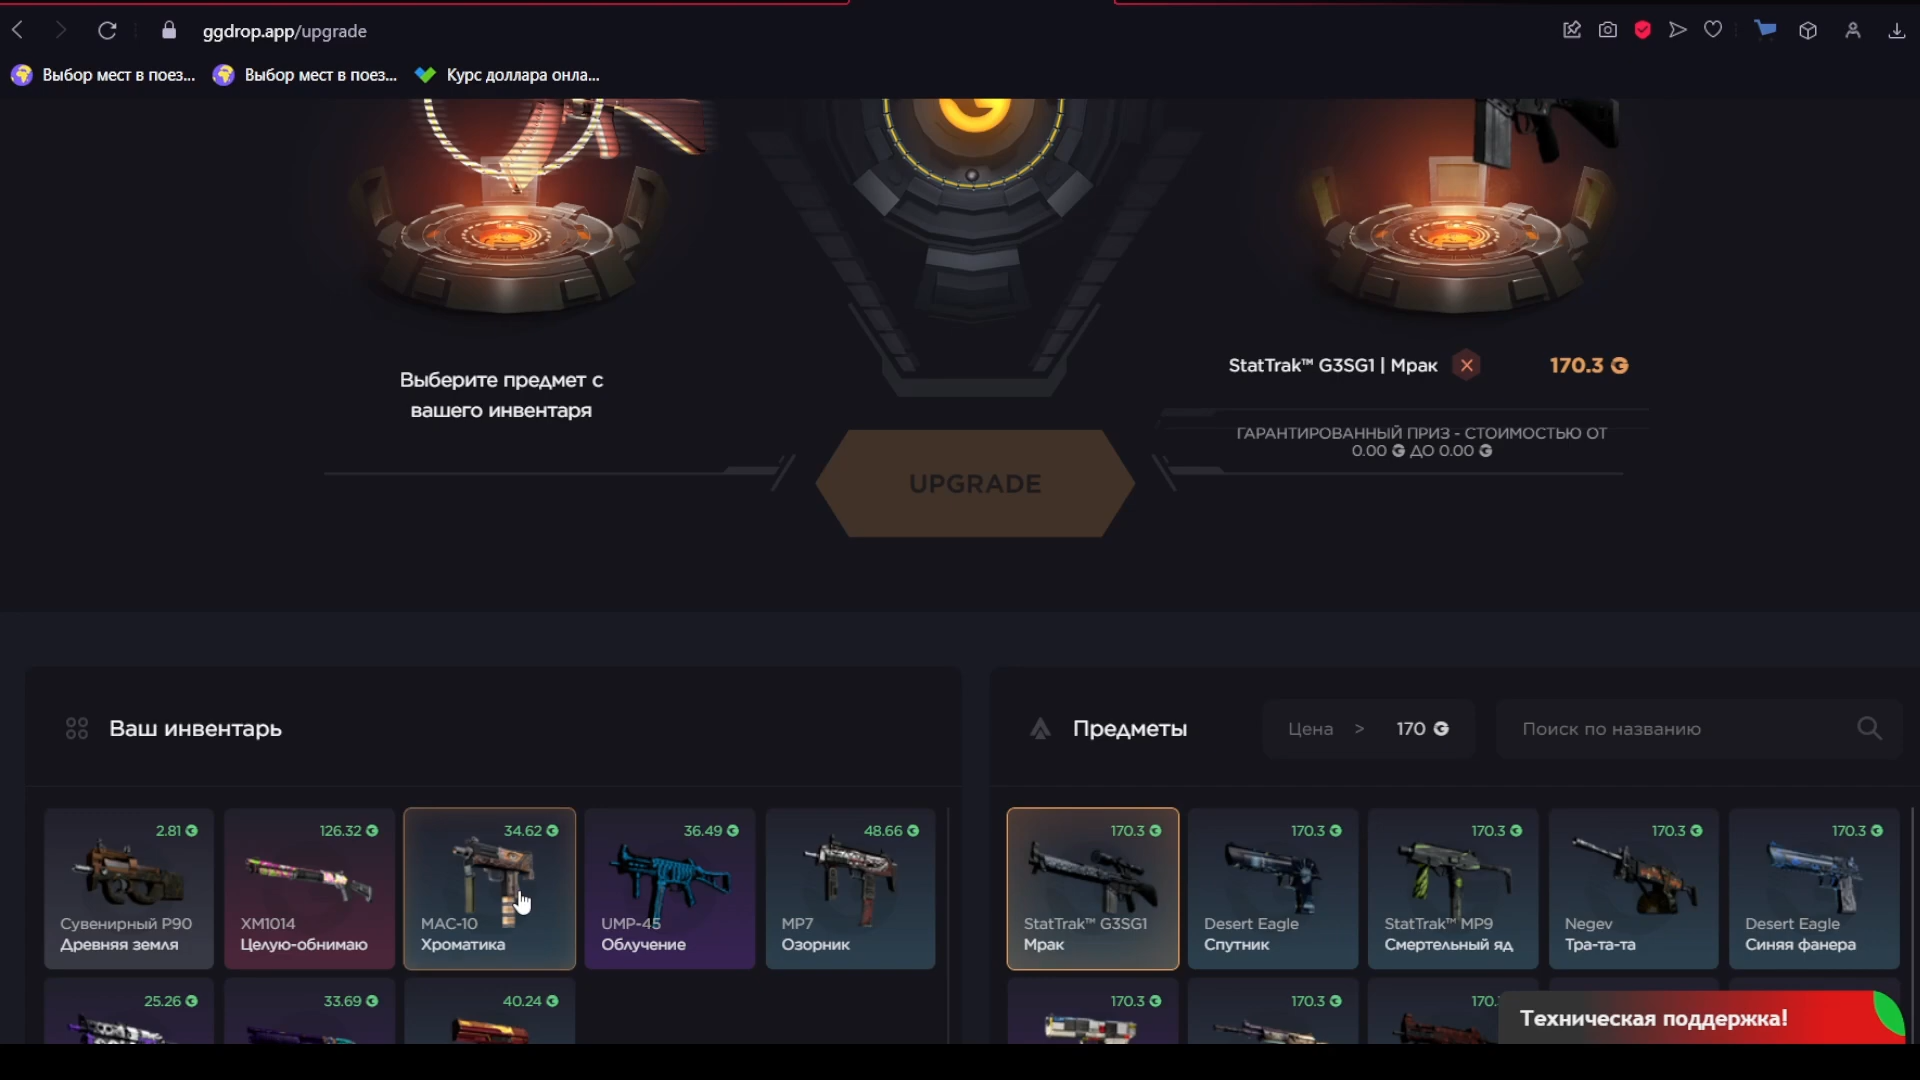 ggdrop.app/upgrade
Выбор мест в поез...
Выбор мест в поез...
Курс доллара онла...
Выберите предмет с
вашего инвентаря
StatTrak™ G3SG1 | Мрак
170.3
ГАРАНТИРОВАННЫЙ ПРИЗ - СТОИМОСТЬЮ ОТ
0.00 ДО 0.00
UPGRADE
Ваш инвентарь
2.81
Сувенирный P90
Древняя земля
126.32
XM1014
Целую-обнимаю
34.62
MAC-10
Хроматика
36.49
UMP-45
Облучение
48.66
MP7
Озорник
25.26
33.69
40.24
Предметы
Цена > 170
Поиск по названию
170.3
StatTrak™ G3SG1
Мрак
170.3
Desert Eagle
Спутник
170.3
StatTrak™ MP9
Смертельный яд
170.3
Negev
Тра-та-та
170.3
Desert Eagle
Синяя фанера
170.3
170.3
170.
Техническая поддержка!